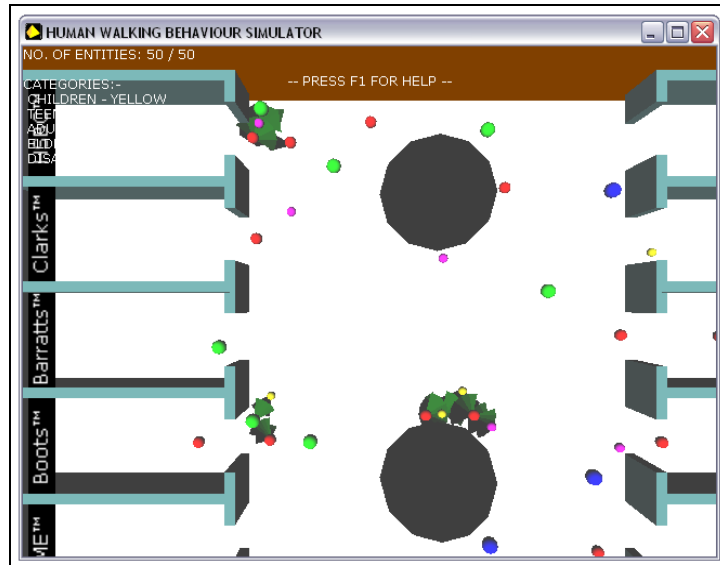 HUMAN WALKING BEHAVIOUR SIMULATOR
NO. OF ENTITIES: 50 / 50
-- PRESS F1 FOR HELP --
CATEGORIES:-
CHILDREN - YELLOW
Clarks™
Barratts™
Boots™
ME™